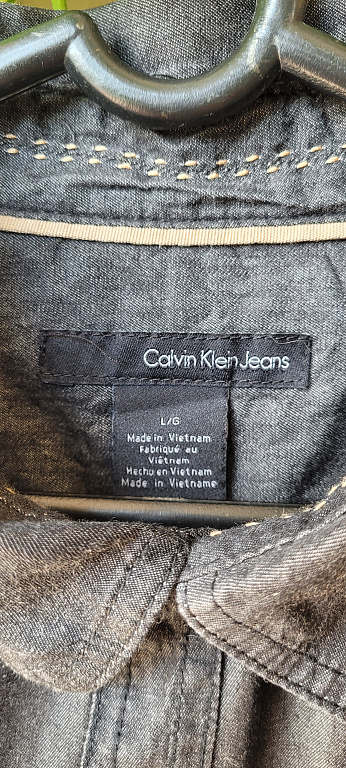 Calvin Klein Jeans
L/G
Made in Vietnam
Fabriqué au
Viêtnam
Hecho en Vietnam
Made in Vietname